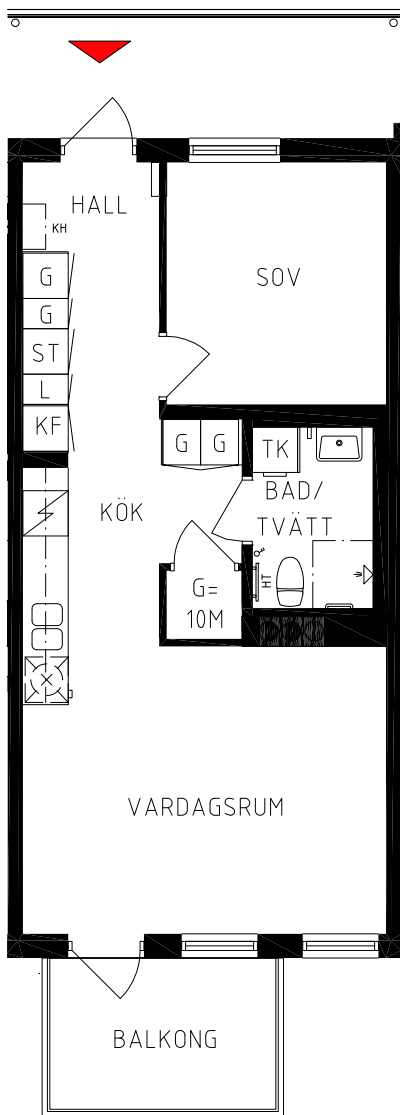 HALL
KH
G
SOV
G
ST
L
KF
G G TK
BAD/
TVÄTT
KÖK
HT
G=
10M
VARDAGSRUM
BALKONG